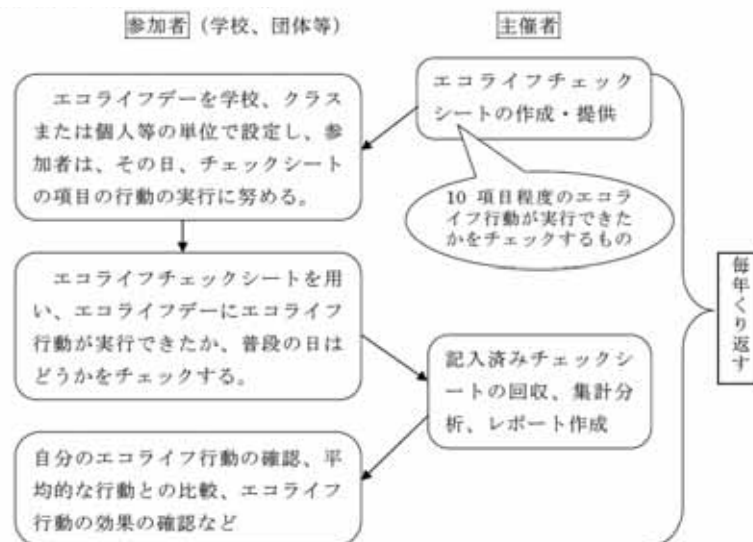 参加者（学校、団体等）
主催者
エコライフチェック
シートの作成・提供
エコライフデーを学校、クラス
または個人等の単位で設定し、参
加者は、その日、チェックシート
の項目の行動の実行に努める。
10 項目程度のエコラ
イフ行動が実行できた
かをチェックするもの
エコライフチェックシートを用
い、エコライフデーにエコライフ
行動が実行できたか、普段の日は
どうかをチェックする。
記入済みチェックシ
ートの回収、集計分
析、レポート作成
自分のエコライフ行動の確認、平
均的な行動との比較、エコライフ
行動の効果の確認など
毎年くり返す